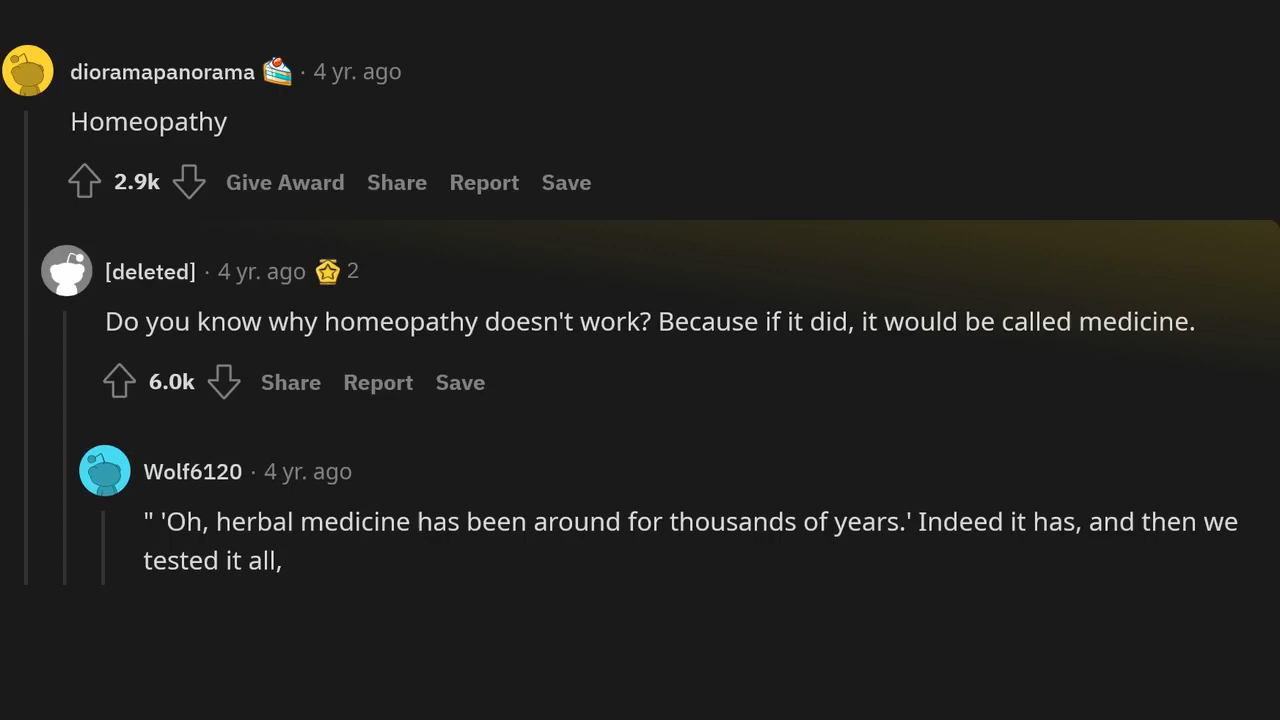 dioramapanorama · 4 yr. ago
Homeopathy
2.9k Give Award Share Report Save
[deleted] · 4 yr. ago 2
Do you know why homeopathy doesn't work? Because if it did, it would be called medicine.
6.0k Share Report Save
Wolf6120 · 4 yr. ago
" 'Oh, herbal medicine has been around for thousands of years.' Indeed it has, and then we
tested it all,